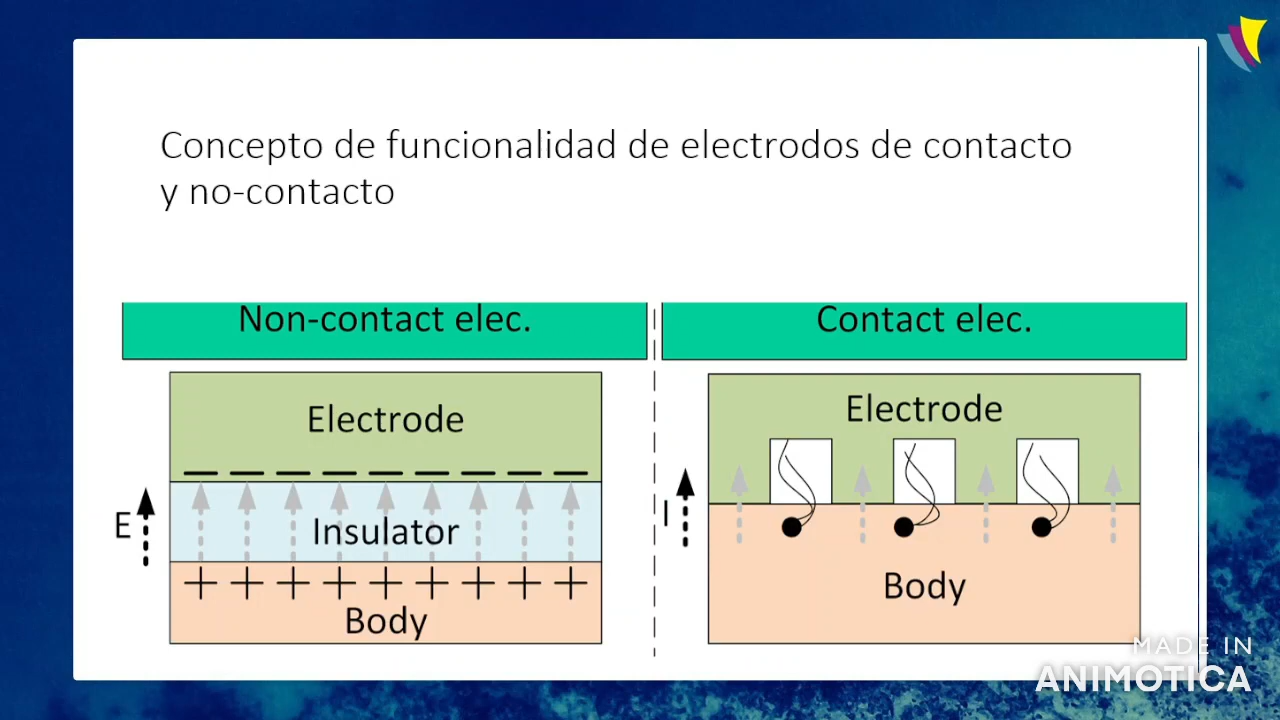 Concepto de funcionalidad de electrodos de contacto
y no-contacto
Non-contact elec.
Electrode
E
Insulator
Body
Contact elec.
Electrode
I
Body
MADE IN
ANIMOTICA